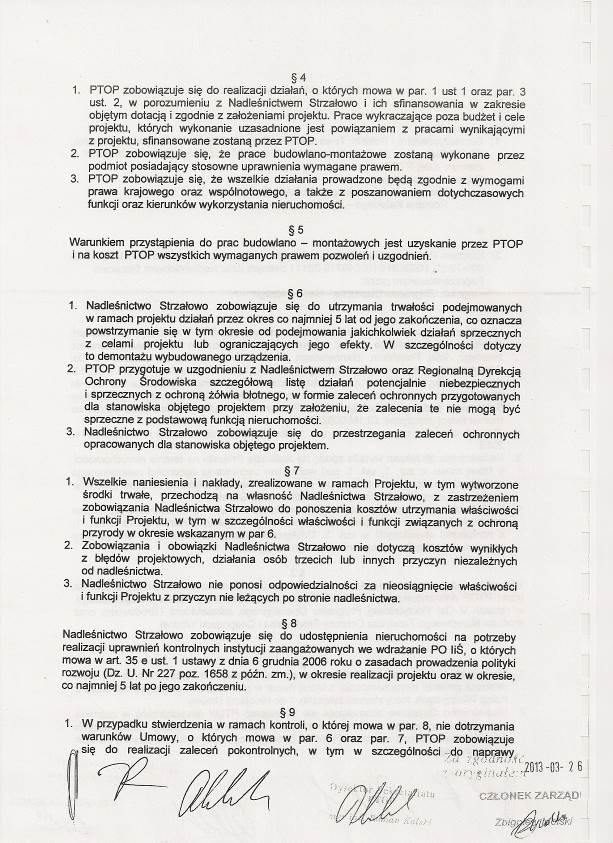 § 4
1. PTOP zobowiązuje się do realizacji działań, o których mowa w par. 1 ust 1 oraz par. 3
ust. 2, w porozumieniu z Nadleśnictwem Strzałowo i ich sfinansowania w zakresie
objętym dotacją i zgodnie z założeniami projektu. Prace wykraczające poza budżet i cele
projektu, których wykonanie uzasadnione jest powiązaniem z pracami wynikającymi
z projektu, sfinansowane zostaną przez PTOP.
2. PTOP zobowiązuje się, że prace budowlano-montażowe zostaną wykonane przez
podmiot posiadający stosowne uprawnienia wymagane prawem.
3. PTOP zobowiązuje się, że wszelkie działania prowadzone będą zgodnie z wymogami
prawa krajowego oraz wspólnotowego, a także z poszanowaniem dotychczasowych
funkcji oraz kierunków wykorzystania nieruchomości.
§ 5
Warunkiem przystąpienia do prac budowlano – montażowych jest uzyskanie przez PTOP
i na koszt PTOP wszystkich wymaganych prawem pozwoleń i uzgodnień.
§ 6
1. Nadleśnictwo Strzałowo zobowiązuje się do utrzymania trwałości podejmowanych
w ramach projektu działań przez okres co najmniej 5 lat od jego zakończenia, co oznacza
powstrzymanie się w tym okresie od podejmowania jakichkolwiek działań sprzecznych
z celami projektu lub ograniczających jego efekty. W szczególności dotyczy
to demontażu wybudowanego urządzenia.
2. PTOP przygotuje w uzgodnieniu z Nadleśnictwem Strzałowo oraz Regionalną Dyrekcją
Ochrony Środowiska szczegółową listę działań potencjalnie niebezpiecznych
i sprzecznych z ochroną żółwia błotnego, w formie zaleceń ochronnych przygotowanych
dla stanowiska objętego projektem przy założeniu, że zalecenia te nie mogą być
sprzeczne z podstawową funkcją nieruchomości.
3. Nadleśnictwo Strzałowo zobowiązuje się do przestrzegania zaleceń ochronnych
opracowanych dla stanowiska objętego projektem.
§ 7
1. Wszelkie naniesienia i nakłady, zrealizowane w ramach Projektu, w tym wytworzone
środki trwałe, przechodzą na własność Nadleśnictwa Strzałowo, z zastrzeżeniem
zobowiązania Nadleśnictwa Strzałowo do ponoszenia kosztów utrzymania właściwości
i funkcji Projektu, w tym w szczególności właściwości i funkcji związanych z ochroną
przyrody w okresie wskazanym w par 6.
2. Zobowiązania i obowiązki Nadleśnictwa Strzałowo nie dotyczą kosztów wynikłych
z błędów projektowych, działania osób trzecich lub innych przyczyn niezależnych
od nadleśnictwa.
3. Nadleśnictwo Strzałowo nie ponosi odpowiedzialności za nieosiągnięcie właściwości
i funkcji Projektu z przyczyn nie leżących po stronie nadleśnictwa.
§ 8
Nadleśnictwo Strzałowo zobowiązuje się do udostępnienia nieruchomości na potrzeby
realizacji uprawnień kontrolnych instytucji zaangażowanych we wdrażanie PO IiŚ, o których
mowa w art. 35 e ust. 1 ustawy z dnia 6 grudnia 2006 roku o zasadach prowadzenia polityki
rozwoju (Dz. U. Nr 227 poz. 1658 z późn. zm.), w okresie realizacji projektu oraz w okresie,
co najmniej 5 lat po jego zakończeniu.
§ 9
1. W przypadku stwierdzenia w ramach kontroli, o której mowa w par. 8, nie dotrzymania
warunków Umowy, o których mowa w par. 6 oraz par. 7, PTOP zobowiązuje
się do realizacji zaleceń pokontrolnych, w tym w szczególności do naprawy
Za zgodność
z oryginałem
2013 -03- 26
CZŁONEK ZARZĄD